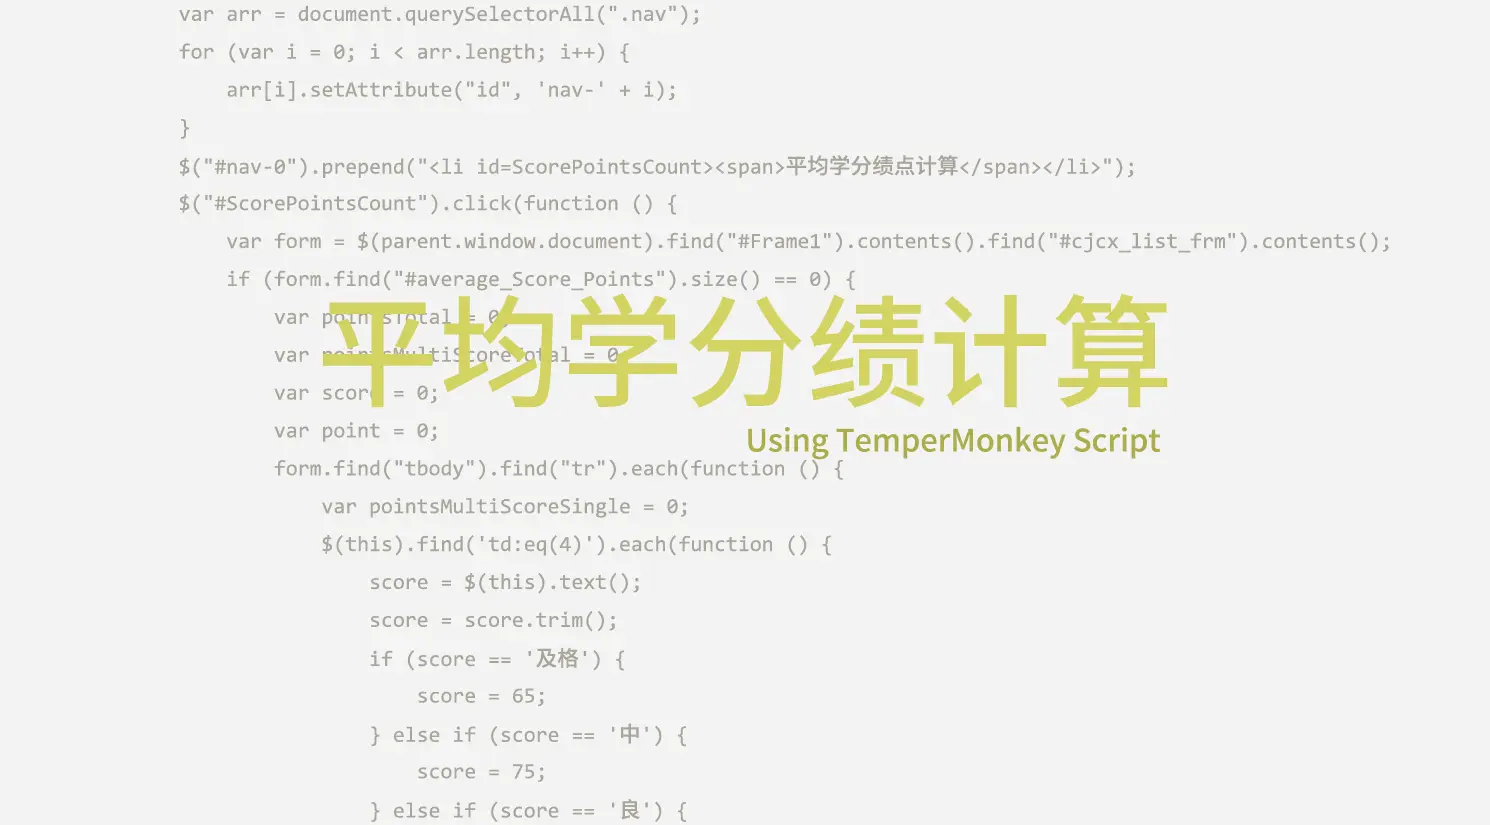 var arr = document.querySelectorAll(".nav");
for (var i = 0; i < arr.length; i++) {
arr[i].setAttribute("id", 'nav-' + i);
}
$("#nav-0").prepend("<li id=ScorePointsCount><span>平均学分绩点计算</span></li>");
$("#ScorePointsCount").click(function () {
var form = $(parent.window.document).find("#Frame1").contents().find("#cjcx_list_frm").contents();
if (form.find("#average_Score_Points").size() == 0) {
var pointsTotal = 0;
平均学分绩计算
var pointsMultiScoreTotal = 0;
var score = 0;
var point = 0;
Using TemperMonkey Script
form.find("tbody").find("tr").each(function () {
var pointsMultiScoreSingle = 0;
$(this).find('td:eq(4)').each(function () {
score = $(this).text();
score = score.trim();
if (score == '及格') {
score = 65;
} else if (score == '中') {
score = 75;
} else if (score == '良') {